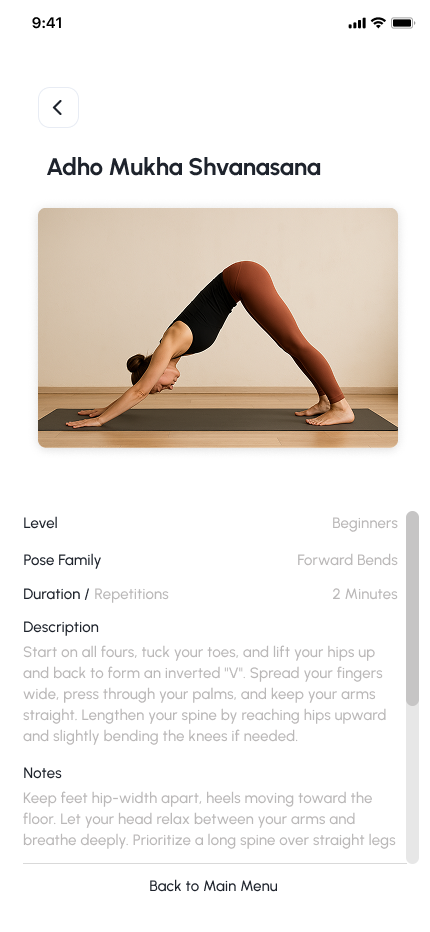 9:41
Adho Mukha Shvanasana
Level Beginners
Pose Family Forward Bends
Duration / Repetitions 2 Minutes
Description
Start on all fours, tuck your toes, and lift your hips up
and back to form an inverted "V". Spread your fingers
wide, press through your palms, and keep your arms
straight. Lengthen your spine by reaching hips upward
and slightly bending the knees if needed.
Notes
Keep feet hip-width apart, heels moving toward the
floor. Let your head relax between your arms and
breathe deeply. Prioritize a long spine over straight legs
Back to Main Menu